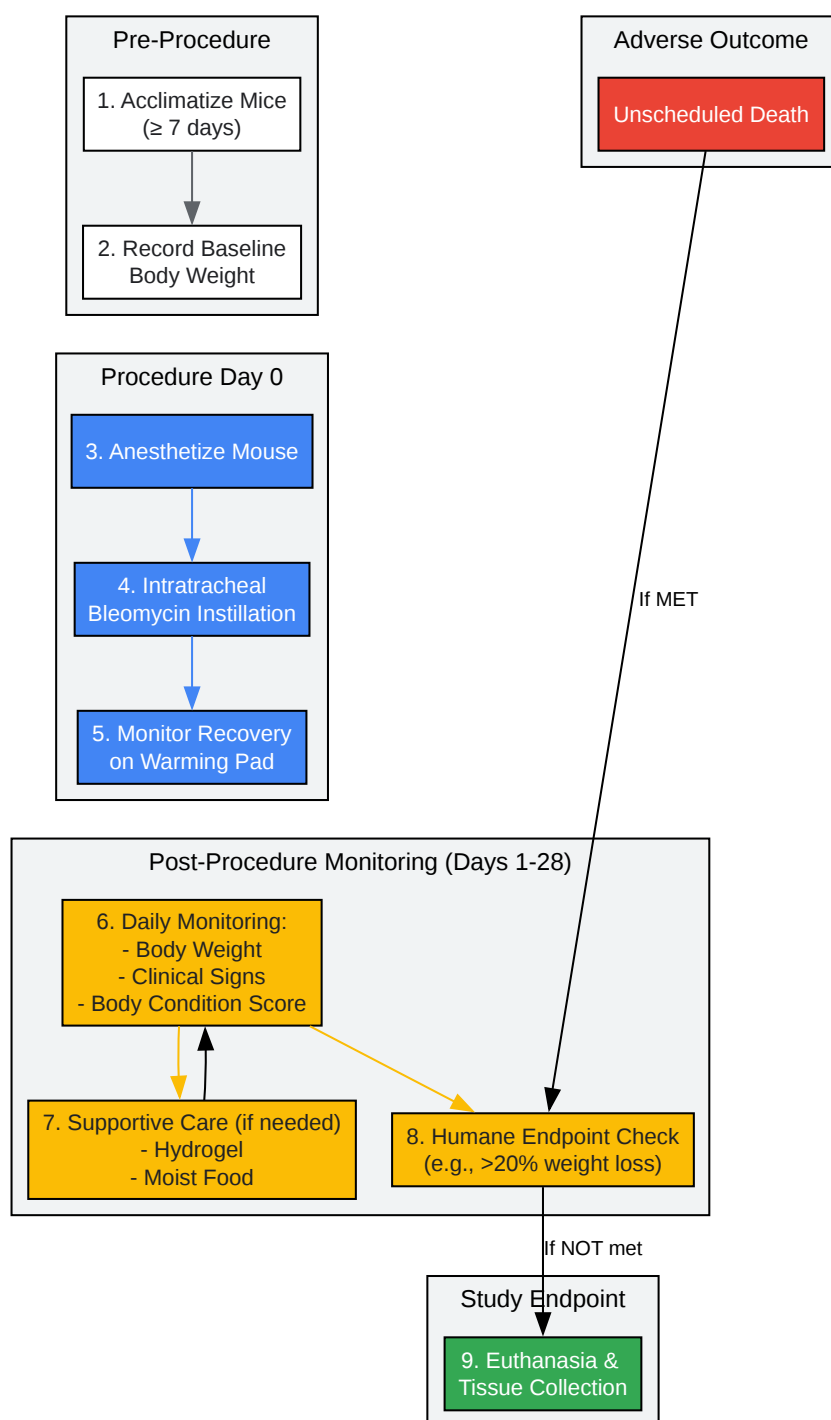 Pre-Procedure
1. Acclimatize Mice
(≥ 7 days)
2. Record Baseline
Body Weight
Adverse Outcome
Unscheduled Death
If MET
Procedure Day 0
3. Anesthetize Mouse
4. Intratracheal
Bleomycin Instillation
5. Monitor Recovery
on Warming Pad
Post-Procedure Monitoring (Days 1-28)
6. Daily Monitoring:
- Body Weight
- Clinical Signs
- Body Condition Score
7. Supportive Care (if needed)
- Hydrogel
- Moist Food
8. Humane Endpoint Check
(e.g., >20% weight loss)
If NOT met
Study Endpoint
9. Euthanasia &
Tissue Collection